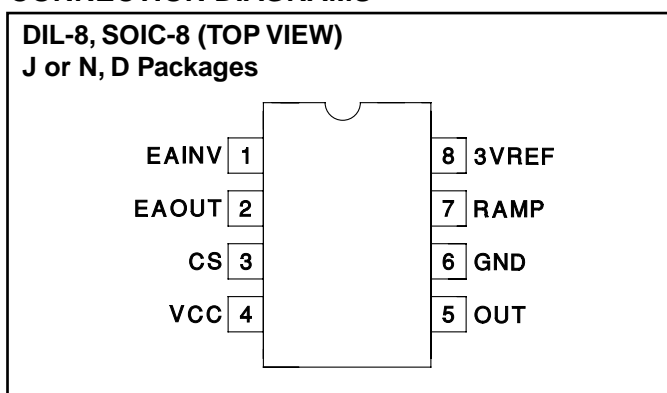 DIL-8, SOIC-8 (TOP VIEW)
J or N, D Packages
EAINV 1 8 3VREF
EAOUT 2 7 RAMP
CS 3 6 GND
VCC 4 5 OUT